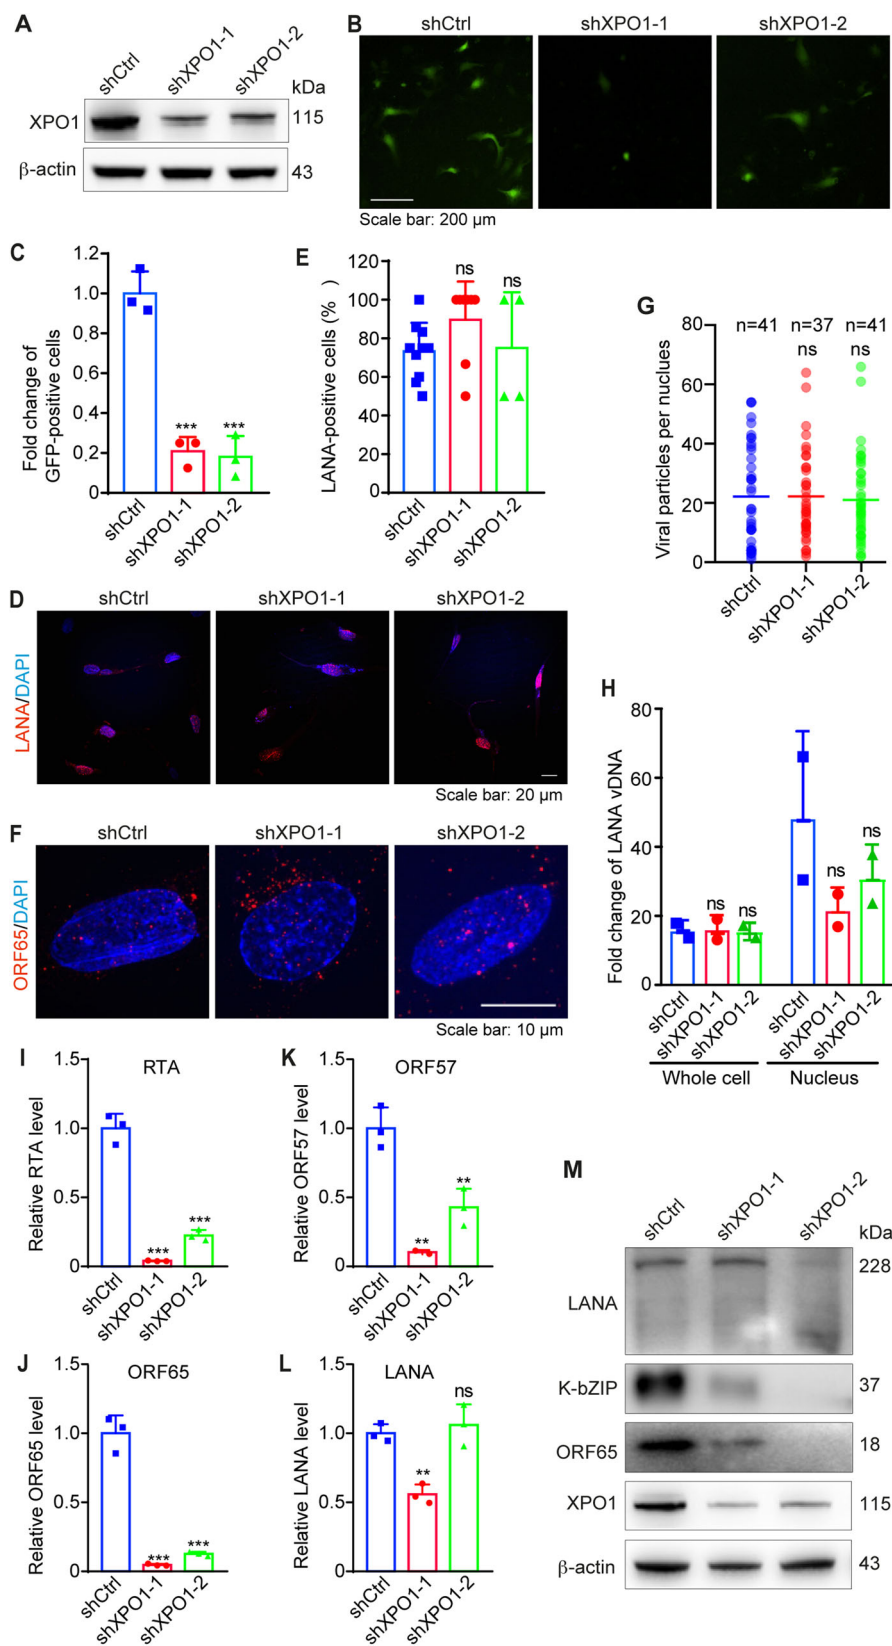 A
shCtrl
shXPO1-1
shXPO1-2
kDa
XPO1
115
β-actin
43
B
shCtrl
shXPO1-1
shXPO1-2
Scale bar: 200 µm
C
Fold change of
GFP-positive cells
1.2
1.0
0.8
0.6
0.4
0.2
0
***
***
shCtrl
shXPO1-1
shXPO1-2
E
LANA-positive cells (% )
120
100
80
60
40
20
0
ns
ns
shCtrl
shXPO1-1
shXPO1-2
G
Viral particles per nuclues
80
60
40
20
0
n=41
n=37
n=41
ns
ns
shCtrl
shXPO1-1
shXPO1-2
D
shCtrl
shXPO1-1
shXPO1-2
LANA/DAPI
Scale bar: 20 µm
F
shCtrl
shXPO1-1
shXPO1-2
ORF65/DAPI
Scale bar: 10 µm
H
Fold change of LANA vDNA
80
60
40
20
0
ns
ns
ns
ns
shCtrl
shXPO1-1
shXPO1-2
shCtrl
shXPO1-1
shXPO1-2
Whole cell
Nucleus
I
RTA
Relative RTA level
1.5
1.0
0.5
0
***
***
shCtrl
shXPO1-1
shXPO1-2
K
ORF57
Relative ORF57 level
1.5
1.0
0.5
0
**
**
shCtrl
shXPO1-1
shXPO1-2
J
ORF65
Relative ORF65 level
1.5
1.0
0.5
0
***
***
shCtrl
shXPO1-1
shXPO1-2
L
LANA
Relative LANA level
1.5
1.0
0.5
0
**
ns
shCtrl
shXPO1-1
shXPO1-2
M
shCtrl
shXPO1-1
shXPO1-2
kDa
LANA
228
K-bZIP
37
ORF65
18
XPO1
115
β-actin
43